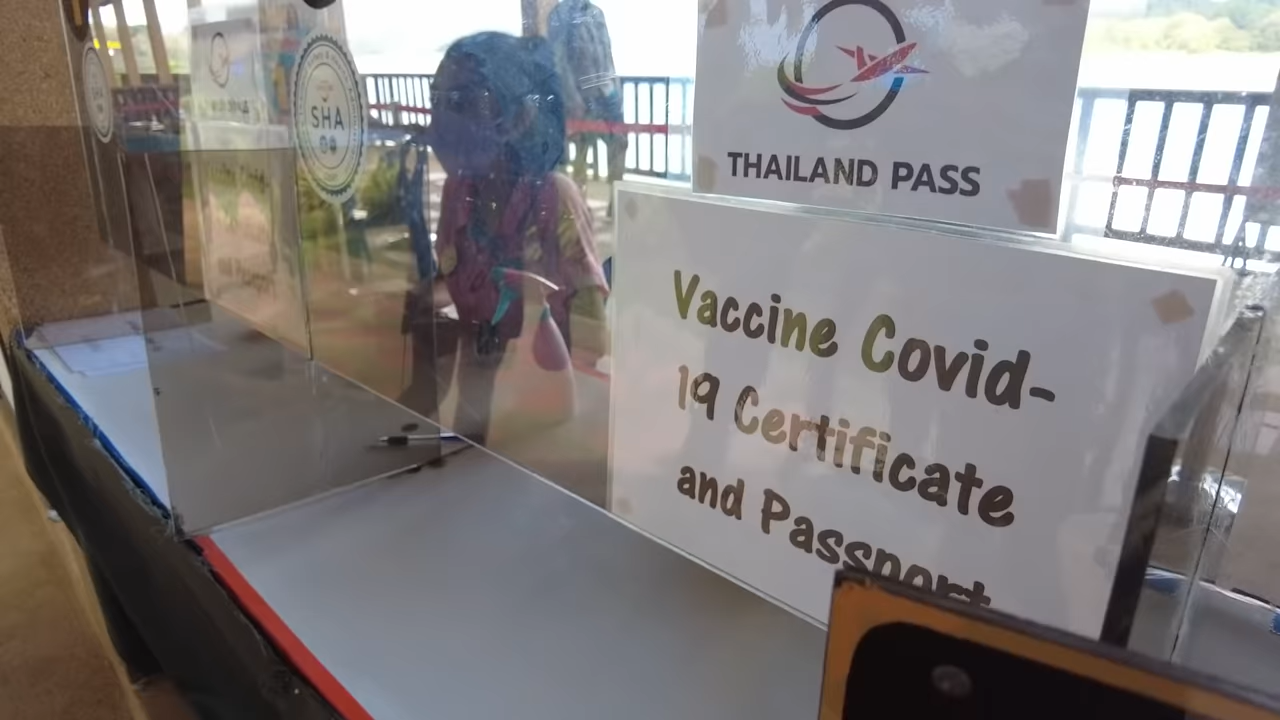 SHA
THAILAND PASS
Vaccine Covid-
19 Certificate
and Passport